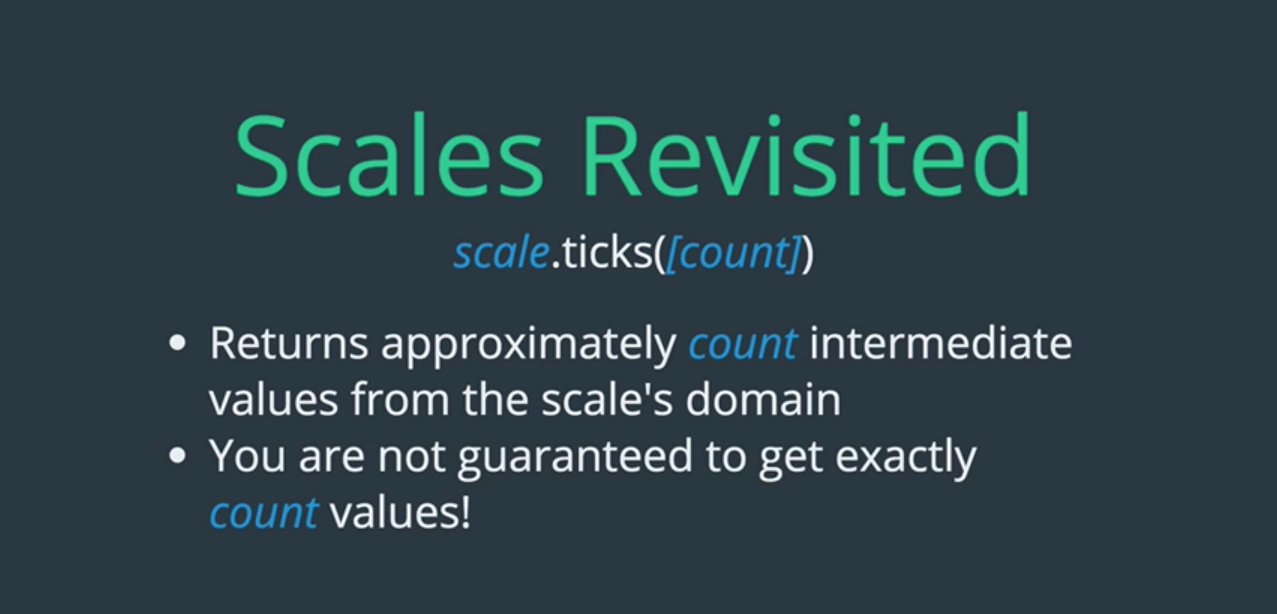 Scales Revisited
scale.ticks([count])
• Returns approximately count intermediate
values from the scale's domain
• You are not guaranteed to get exactly
count values!